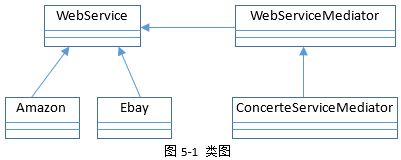 WebService
WebServiceMediator
Amazon
Ebay
ConcerteServiceMediator
图 5-1 类图